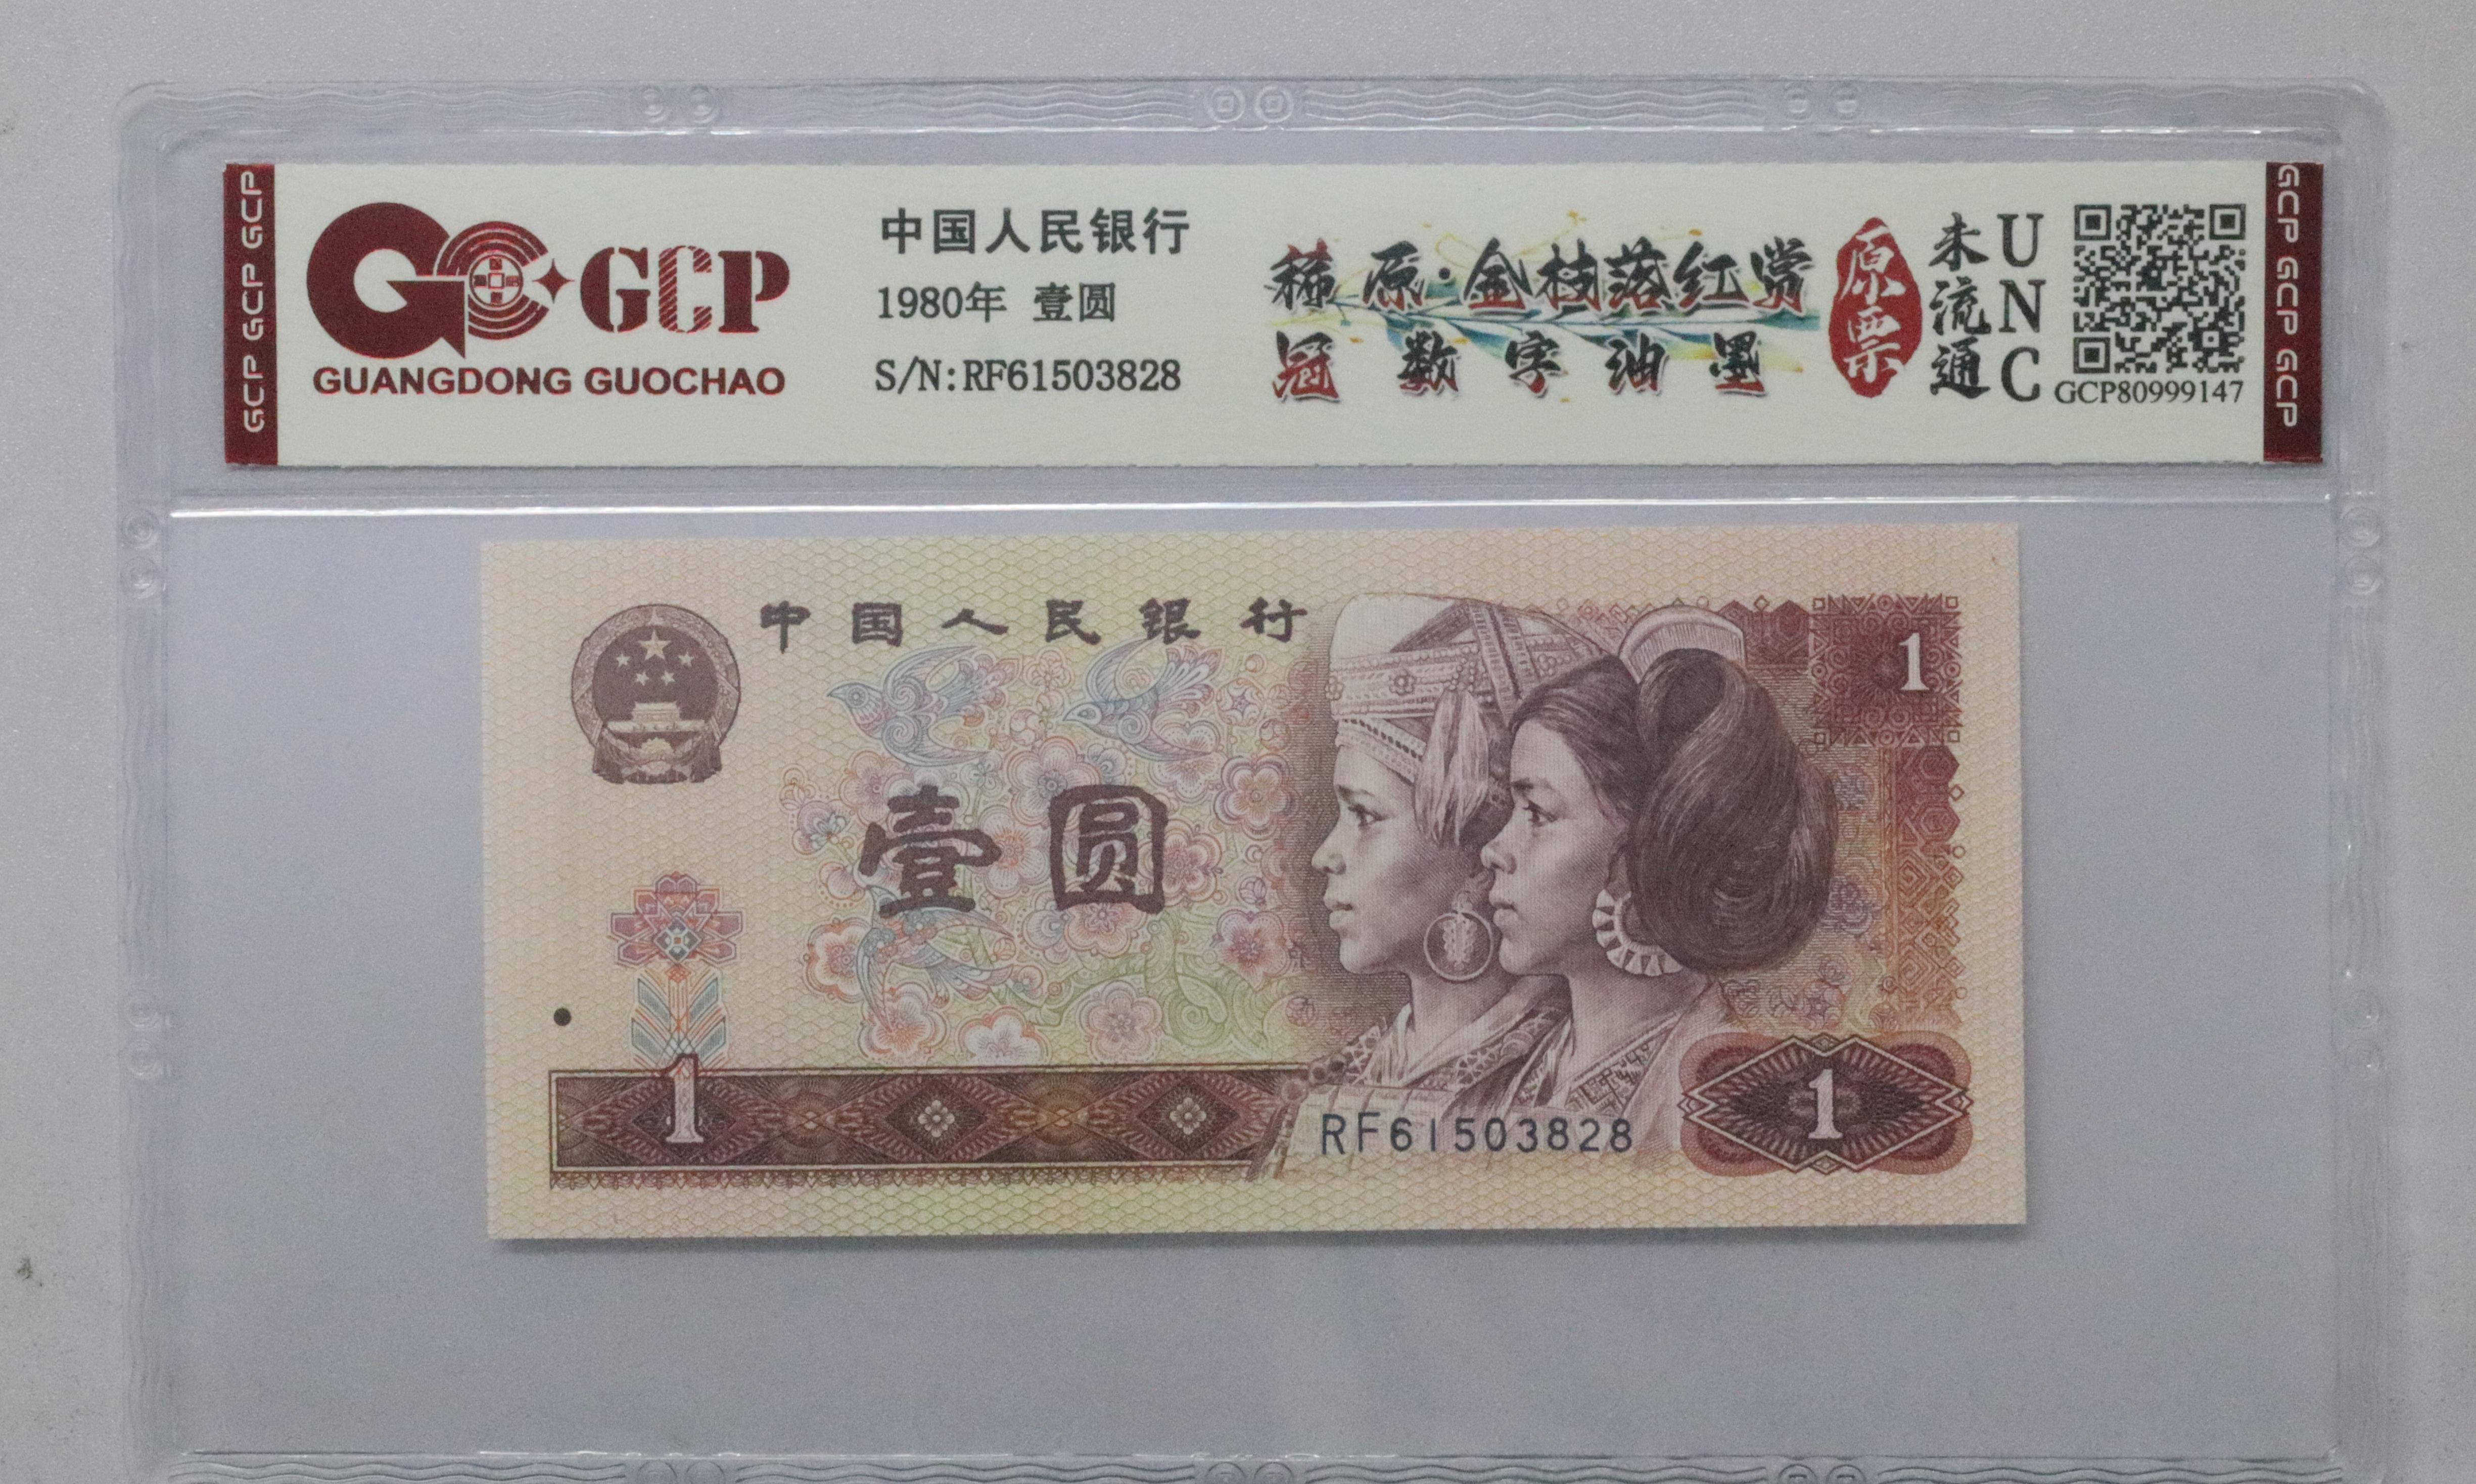 GCP GCP GCP
GCP
GUANGDONG GUOCHAO
中国人民银行
1980年 壹圆
S/N:RF61503828
稀原·金枝落红赏
冠数字油墨
原票
未流通
UNC
GCP80999147
GCP GCP GCP
中国人民银行
1
壹圆
1
RF61503828
1